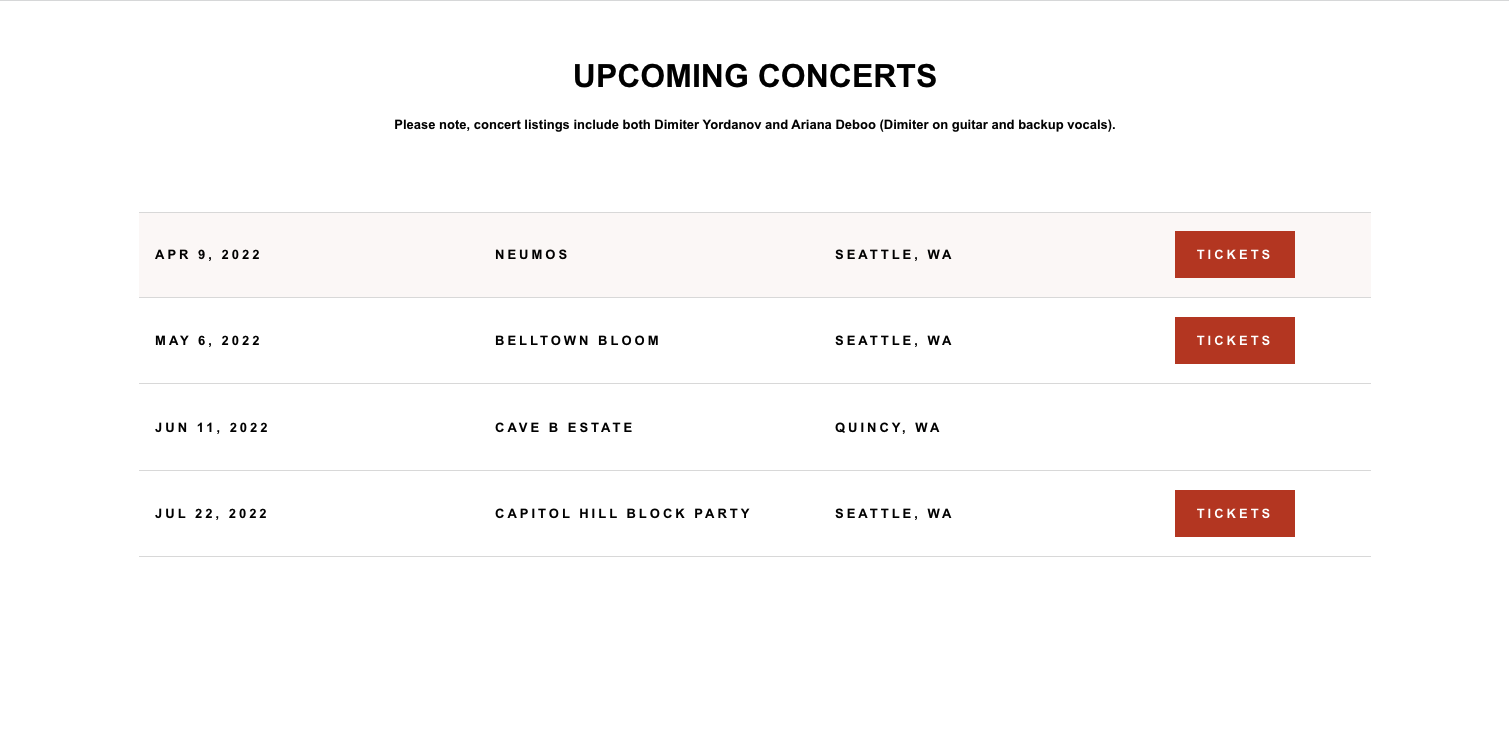 UPCOMING CONCERTS
Please note, concert listings include both Dimiter Yordanov and Ariana Deboo (Dimiter on guitar and backup vocals).
APR 9, 2022 NEUMOS SEATTLE, WA TICKETS
MAY 6, 2022 BELLTOWN BLOOM SEATTLE, WA TICKETS
JUN 11, 2022 CAVE B ESTATE QUINCY, WA
JUL 22, 2022 CAPITOL HILL BLOCK PARTY SEATTLE, WA TICKETS